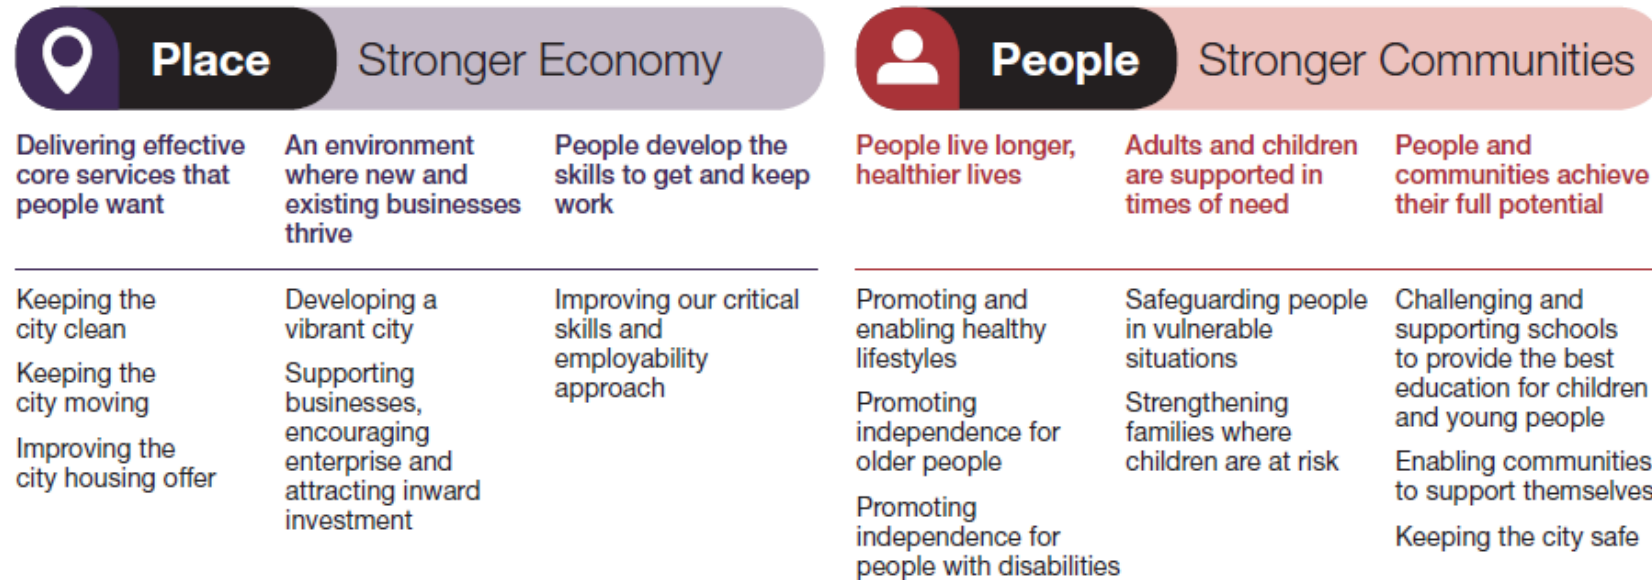 Place
Stronger Economy
Delivering effective
core services that
people want
Keeping the
city clean
Keeping the
city moving
Improving the
city housing offer
An environment
where new and
existing businesses
thrive
Developing a
vibrant city
Supporting
businesses,
encouraging
enterprise and
attracting inward
investment
People develop the
skills to get and keep
work
Improving our critical
skills and
employability
approach
People
Stronger Communities
People live longer,
healthier lives
Promoting and
enabling healthy
lifestyles
Promoting
independence for
older people
Promoting
independence for
people with disabilities
Adults and children
are supported in
times of need
Safeguarding people
in vulnerable
situations
Strengthening
families where
children are at risk
People and
communities achieve
their full potential
Challenging and
supporting schools
to provide the best
education for children
and young people
Enabling communities
to support themselves
Keeping the city safe